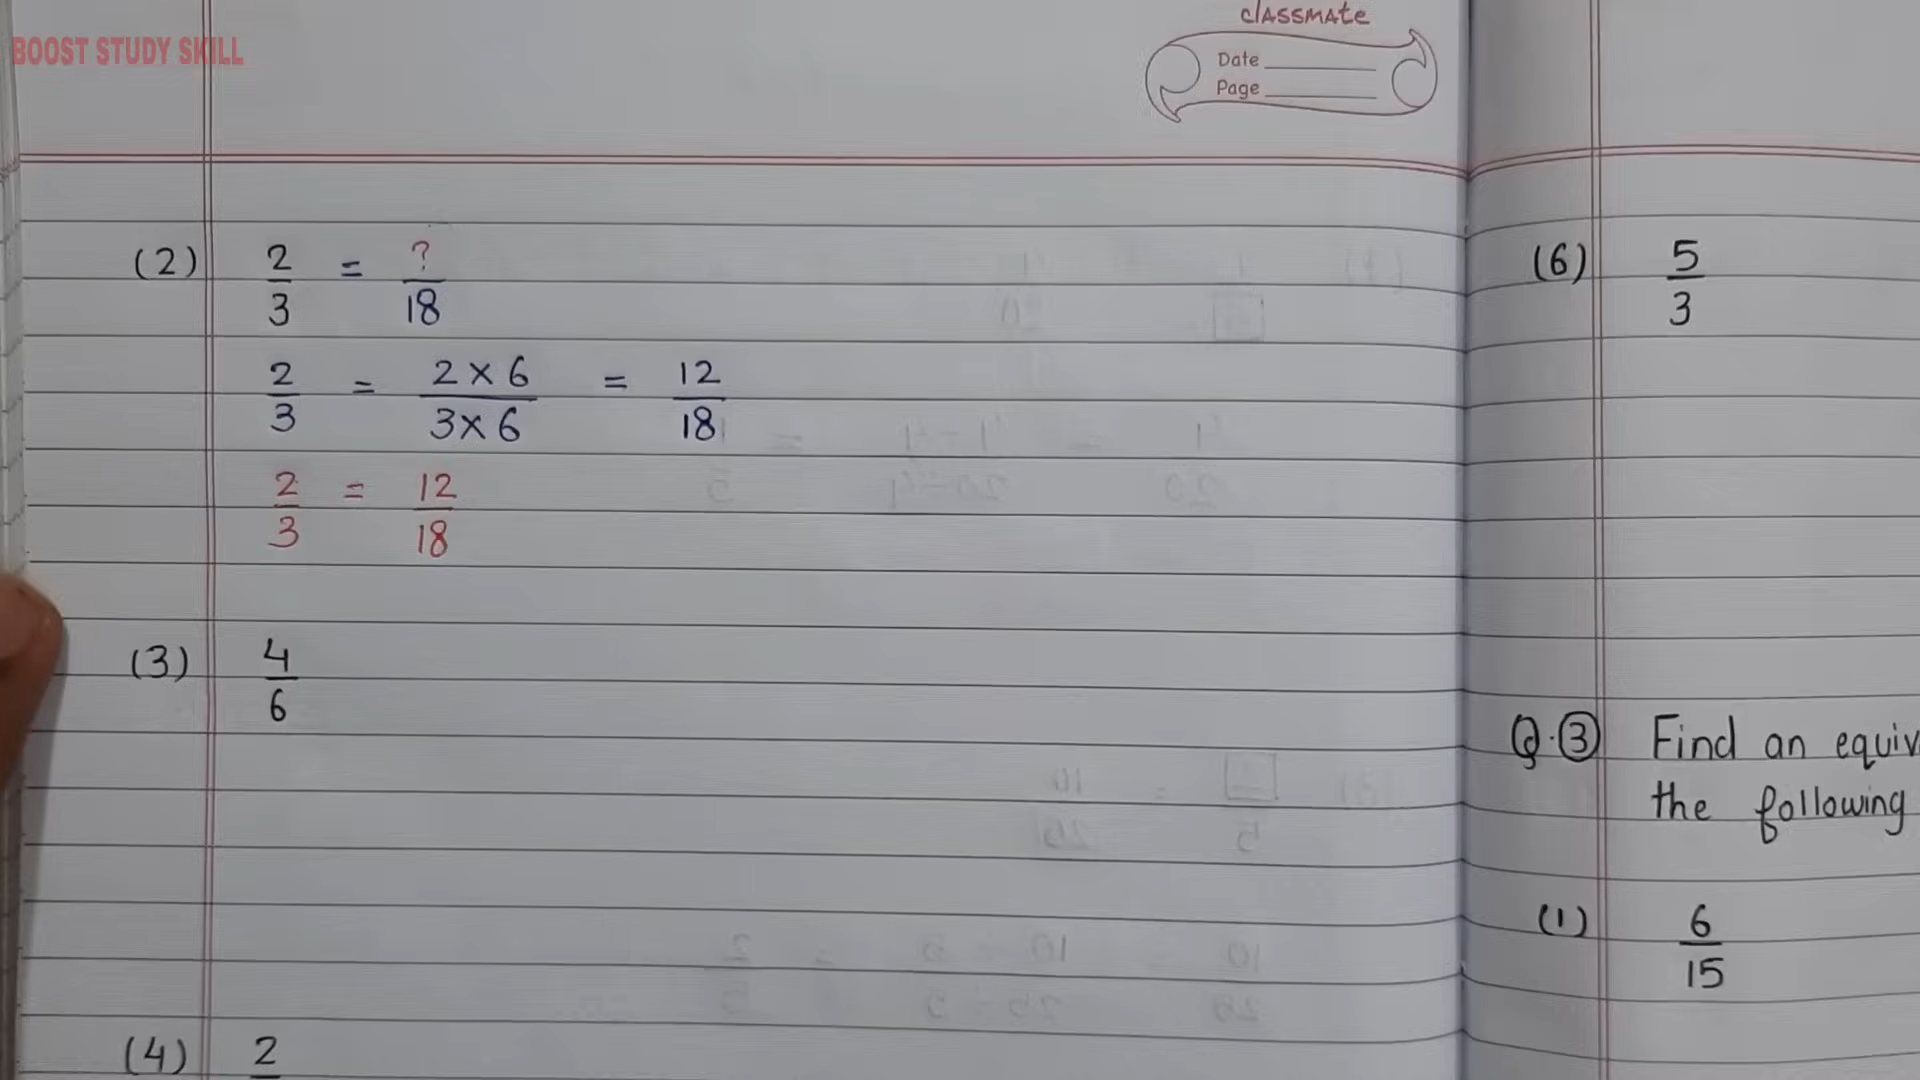 BOOST STUDY SKILL
classmate
Date
Page
(2) 2/3 = ?/18
2/3 = 2 × 6/3 × 6 = 12/18
2/3 = 12/18
(3) 4/6
(4) 2
(6) 5/3
Q.③ Find an equiv
the following
(1) 6/15